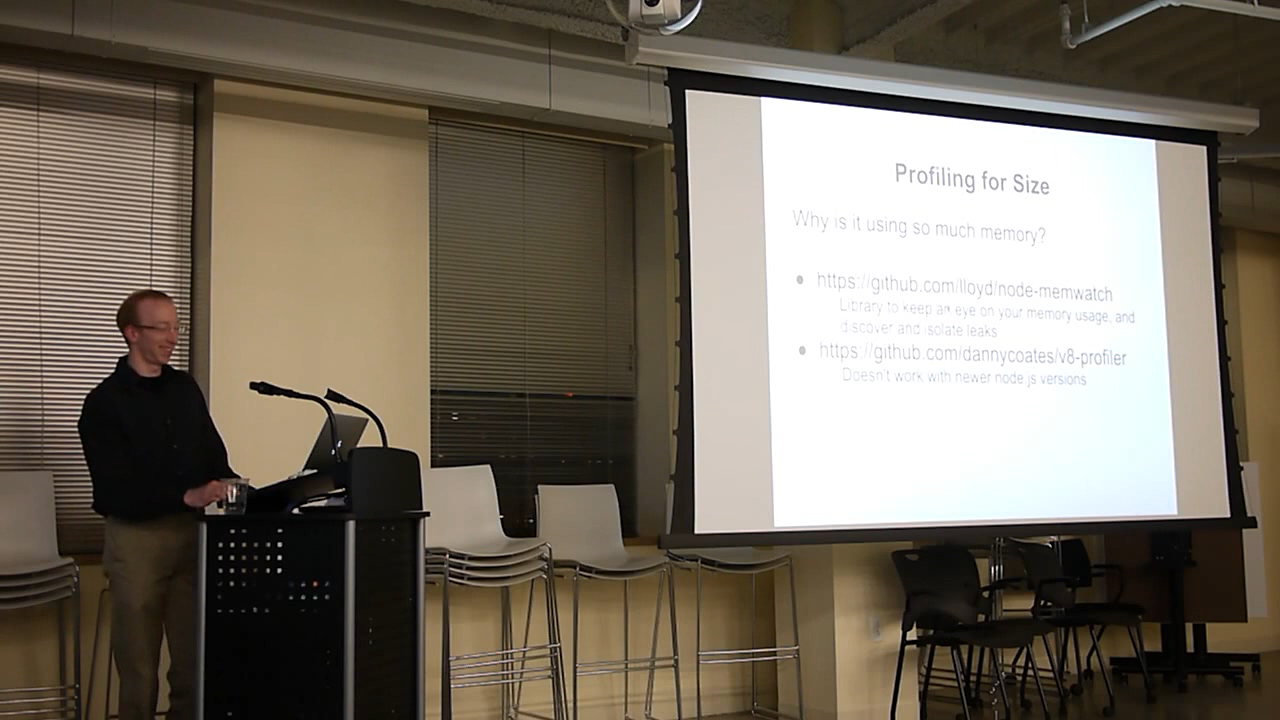 Profiling for Size
Why is it using so much memory?
● https://github.com/lloyd/node-memwatch
Library to keep an eye on your memory usage, and
discover and isolate leaks
● https://github.com/dannycoates/v8-profiler
Doesn't work with newer node.js versions